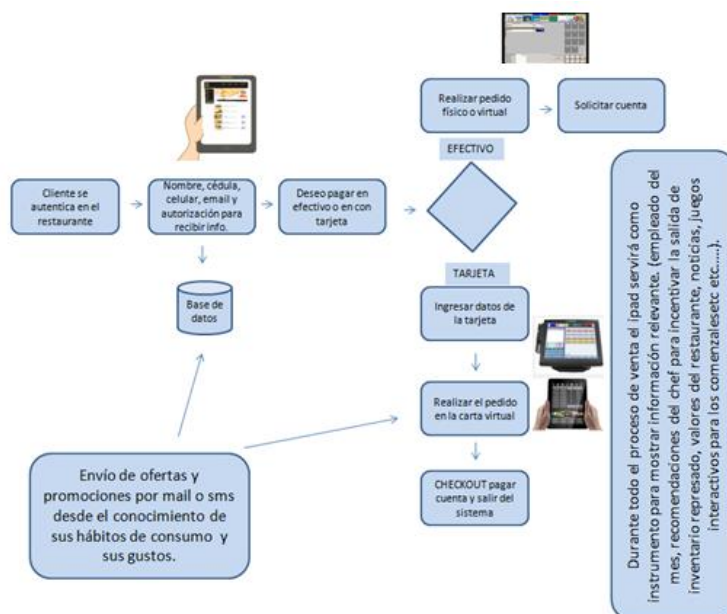 Realizar pedido
físico o virtual
Solicitar cuenta
EFECTIVO
Cliente se
autentica en el
restaurante
Nombre, cédula,
celular, email y
autorización para
recibir info.
Deseo pagar en
efectivo o en con
tarjeta
TARJETA
Base de
datos
Ingresar datos de
la tarjeta
Realizar el pedido
en la carta virtual
CHECKOUT pagar
cuenta y salir del
sistema
Envío de ofertas y
promociones por mail o sms
desde el conocimiento de
sus hábitos de consumo y
sus gustos.
Durante todo el proceso de venta el ipad servirá como
instrumento para mostrar información relevante. (empleado del
mes, recomendaciones del chef para incentivar la salida de
inventario represado, valores del restaurante, noticias, juegos
interactivos para los comenzalesetc etc.....).